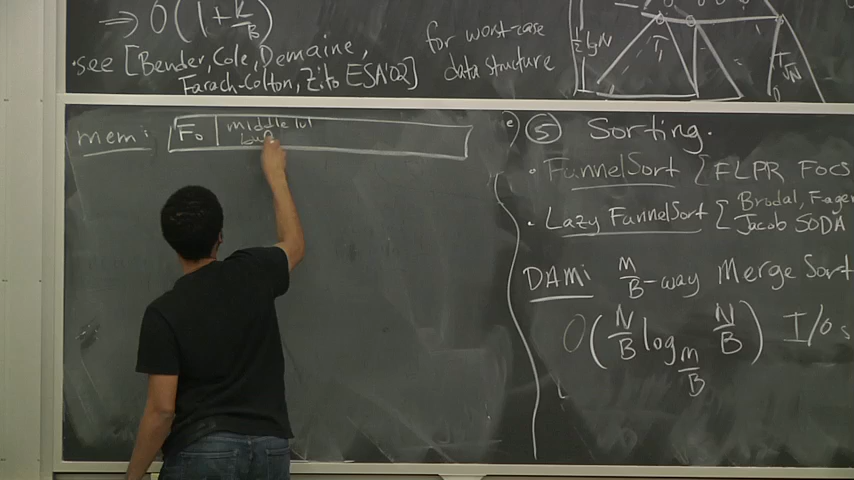 ⇒ O(1 + k/B)
see [Bender, Cole, Demaine,
Farach-Colton, Zito ESA'02]
for worst-case
data structure
½ lg N
T
T√N
mem:
F₀
middle lvl
5 Sorting.
• FunnelSort [FLPR FOCS
• Lazy FunnelSort [Brodal, Fager
Jacob SODA
DAM: M/B-way Merge Sort
O(N/B log_{M/B} N/B) I/Os